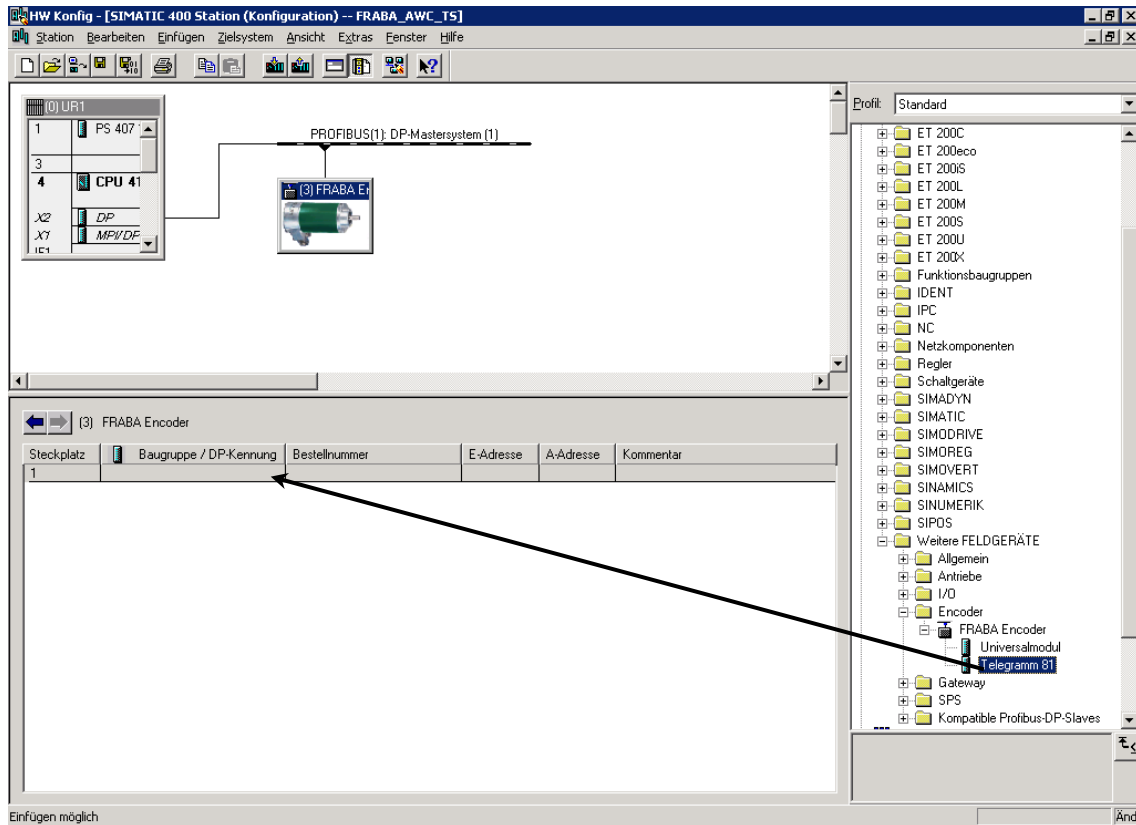 HW Konfig - [SIMATIC 400 Station (Konfiguration) -- FRABA_AWC_TS]
Station Bearbeiten Einfügen Zielsystem Ansicht Extras Fenster Hilfe
(0) UR1
1 PS 407
3
4 CPU 41
X2 DP
X1 MPI/DP
IF1
PROFIBUS(1): DP-Mastersystem (1)
(3) FRABA En
(3) FRABA Encoder
Steckplatz Baugruppe / DP-Kennung Bestellnummer E-Adresse A-Adresse Kommentar
1
Profil: Standard
ET 200C
ET 200eco
ET 200iS
ET 200L
ET 200M
ET 200S
ET 200U
ET 200X
Funktionsbaugruppen
IDENT
IPC
NC
Netzkomponenten
Regler
Schaltgeräte
SIMADYN
SIMATIC
SIMODRIVE
SIMOREG
SIMOVERT
SINAMICS
SINUMERIK
SIPOS
Weitere FELDGERÄTE
Allgemein
Antriebe
I/O
Encoder
FRABA Encoder
Universalmodul
Telegramm 81
Gateway
SPS
Kompatible Profibus-DP-Slaves
Einfügen möglich
Änd